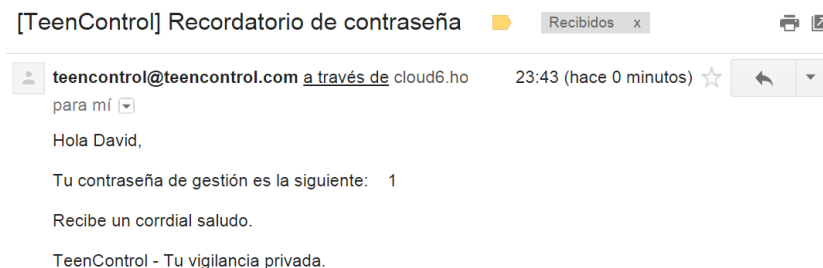 [TeenControl] Recordatorio de contraseña Recibidos x
teencontrol@teencontrol.com a través de cloud6.ho 23:43 (hace 0 minutos)
para mí
Hola David,
Tu contraseña de gestión es la siguiente: 1
Recibe un corrdial saludo.
TeenControl - Tu vigilancia privada.